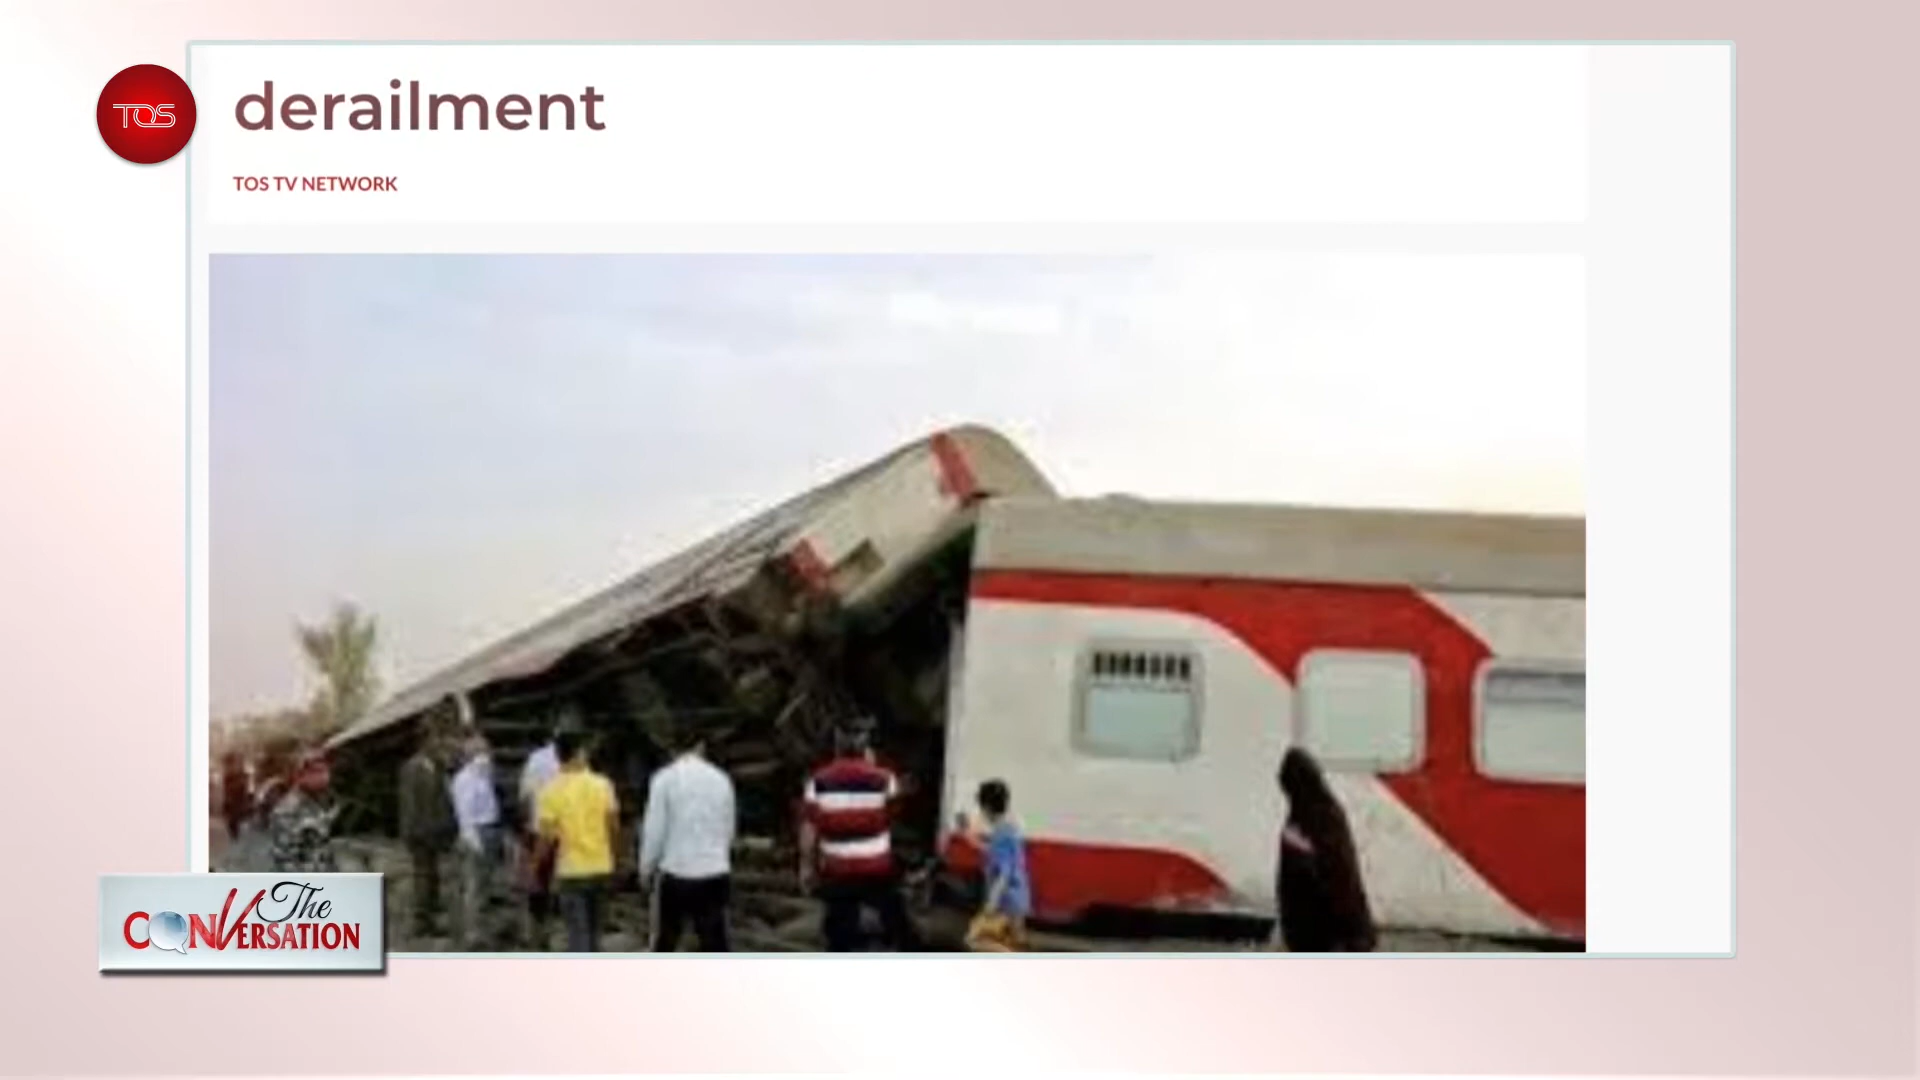 TOS
derailment
TOS TV NETWORK
The
CONVERSATION